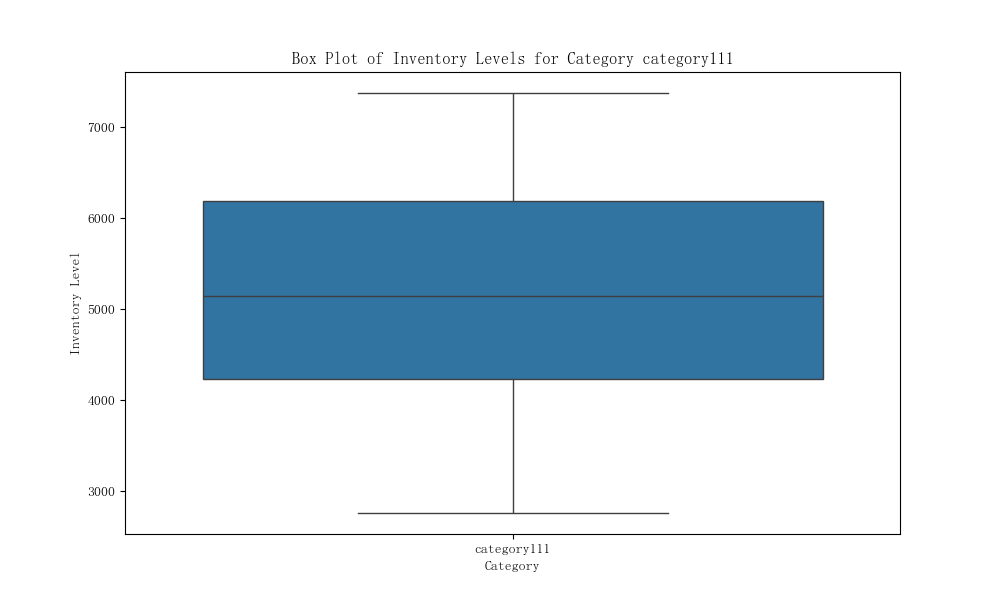 Box Plot of Inventory Levels for Category category111
7000
6000
5000
4000
3000
Inventory Level
category111
Category